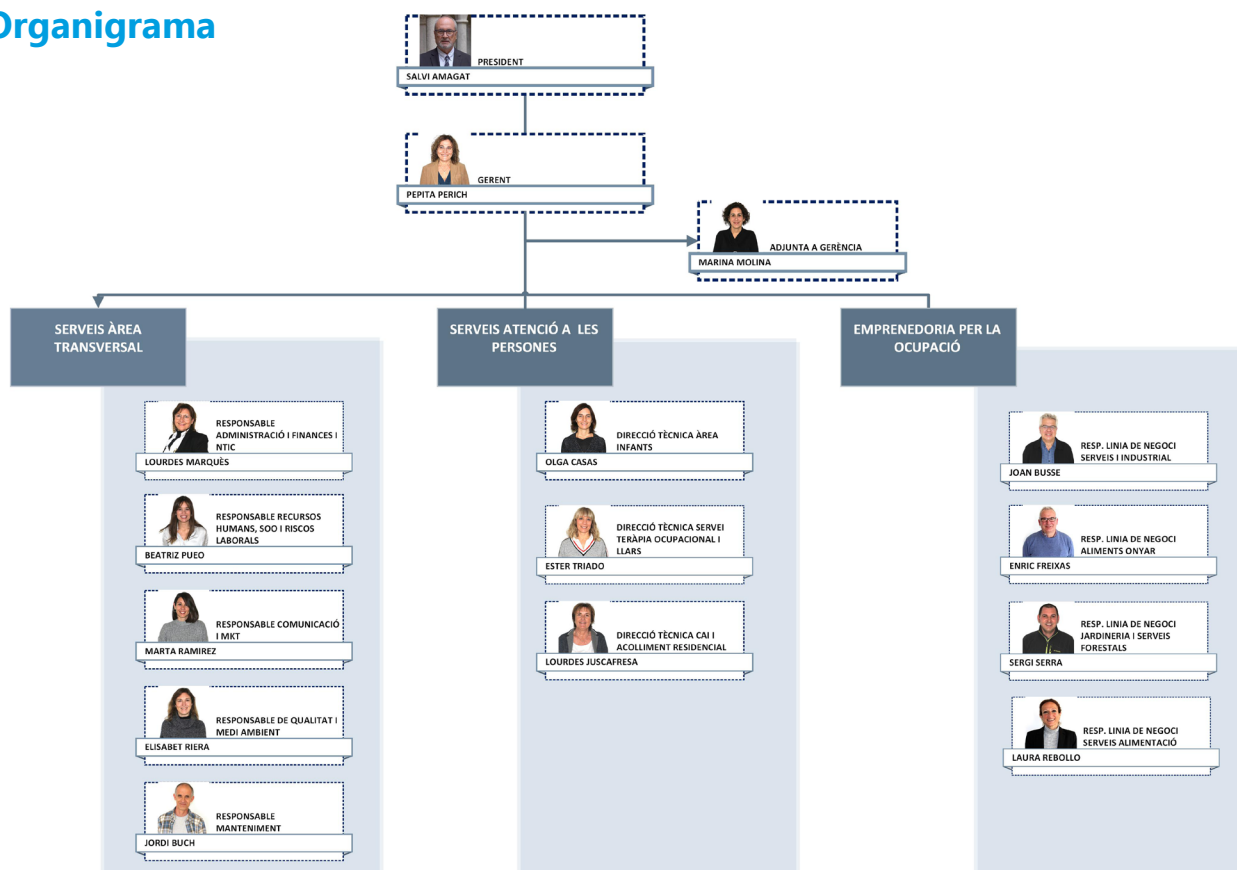 Organigrama
PRESIDENT
SALVI AMAGAT
GERENT
PEPITA PERICH
ADJUNTA A GERÈNCIA
MARINA MOLINA
SERVEIS ÀREA
TRANSVERSAL
RESPONSABLE
ADMINISTRACIÓ I FINANCES I
NTIC
LOURDES MARQUÈS
RESPONSABLE RECURSOS
HUMANS, SOO I RISCOS
LABORALS
BEATRIZ PUEO
RESPONSABLE COMUNICACIÓ
I MKT
MARTA RAMIREZ
RESPONSABLE DE QUALITAT I
MEDI AMBIENT
ELISABET RIERA
RESPONSABLE
MANTENIMENT
JORDI BUCH
SERVEIS ATENCIÓ A LES
PERSONES
DIRECCIÓ TÈCNICA ÀREA
INFANTS
OLGA CASAS
DIRECCIÓ TÈCNICA SERVEI
TERÀPIA OCUPACIONAL I
LLARS
ESTER TRIADO
DIRECCIÓ TÈCNICA CAI I
ACOLLIMENT RESIDENCIAL
LOURDES JUSCAFRESA
EMPRENEDORIA PER LA
OCUPACIÓ
RESP. LINIA DE NEGOCI
SERVEIS I INDUSTRIAL
JOAN BUSSE
RESP. LINIA DE NEGOCI
ALIMENTS ONYAR
ENRIC FREIXAS
RESP. LINIA DE NEGOCI
JARDINERIA I SERVEIS
FORESTALS
SERGI SERRA
RESP. LINIA DE NEGOCI
SERVEIS ALIMENTACIÓ
LAURA REBOLLO